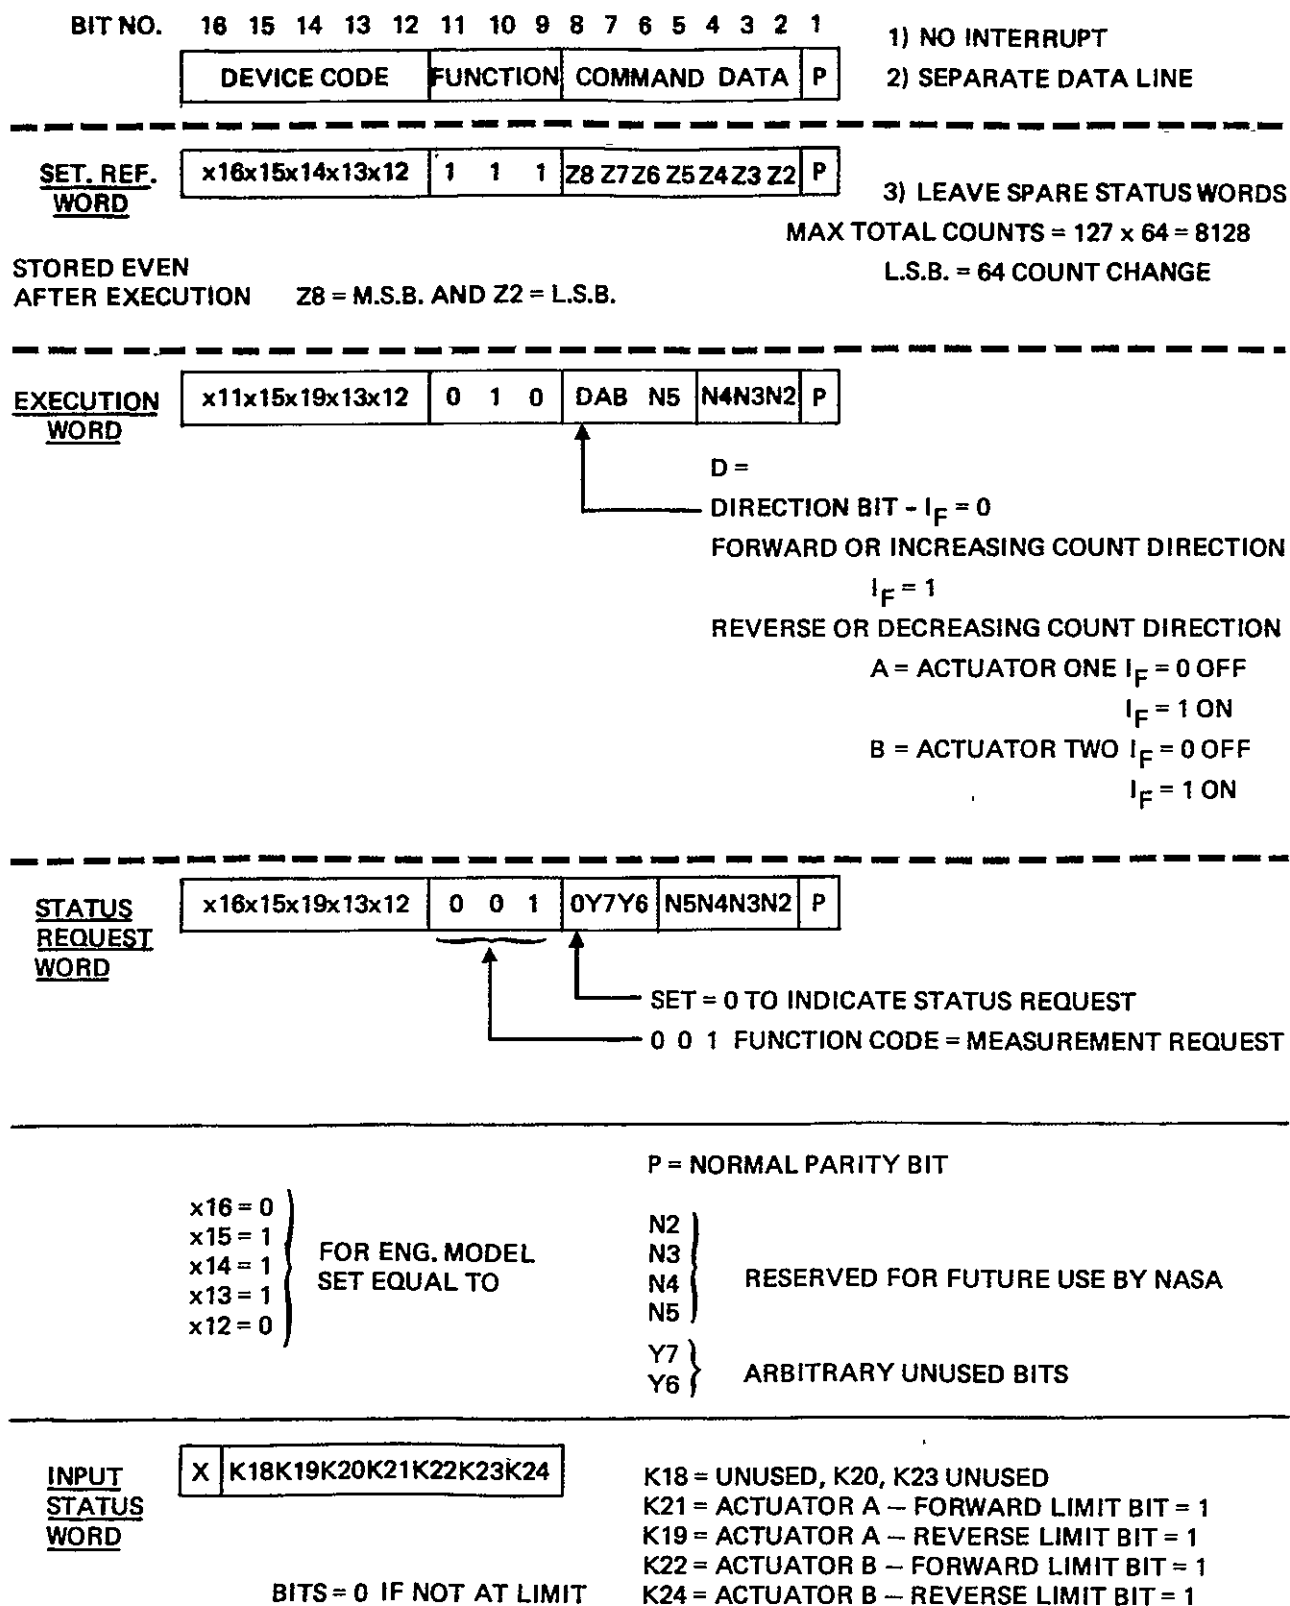 BIT NO. 16 15 14 13 12 11 10 9 8 7 6 5 4 3 2 1
DEVICE CODE FUNCTION COMMAND DATA P
1) NO INTERRUPT
2) SEPARATE DATA LINE
SET. REF. WORD
x16x15x14x13x12 1 1 1 Z8 Z7Z6 Z5Z4Z3 Z2 P
3) LEAVE SPARE STATUS WORDS
MAX TOTAL COUNTS = 127 x 64 = 8128
L.S.B. = 64 COUNT CHANGE
STORED EVEN
AFTER EXECUTION Z8 = M.S.B. AND Z2 = L.S.B.
EXECUTION WORD
x11x15x19x13x12 0 1 0 DAB N5 N4N3N2 P
D =
DIRECTION BIT - IF = 0
FORWARD OR INCREASING COUNT DIRECTION
IF = 1
REVERSE OR DECREASING COUNT DIRECTION
A = ACTUATOR ONE IF = 0 OFF
IF = 1 ON
B = ACTUATOR TWO IF = 0 OFF
IF = 1 ON
STATUS REQUEST WORD
x16x15x19x13x12 0 0 1 0Y7Y6 N5N4N3N2 P
SET = 0 TO INDICATE STATUS REQUEST
0 0 1 FUNCTION CODE = MEASUREMENT REQUEST
P = NORMAL PARITY BIT
x16 = 0
x15 = 1
x14 = 1
x13 = 1
x12 = 0
FOR ENG. MODEL
SET EQUAL TO
N2
N3
N4
N5
RESERVED FOR FUTURE USE BY NASA
Y7
Y6
ARBITRARY UNUSED BITS
INPUT
STATUS
WORD
X K18K19K20K21K22K23K24
K18 = UNUSED, K20, K23 UNUSED
K21 = ACTUATOR A — FORWARD LIMIT BIT = 1
K19 = ACTUATOR A — REVERSE LIMIT BIT = 1
K22 = ACTUATOR B — FORWARD LIMIT BIT = 1
BITS = 0 IF NOT AT LIMIT
K24 = ACTUATOR B — REVERSE LIMIT BIT = 1